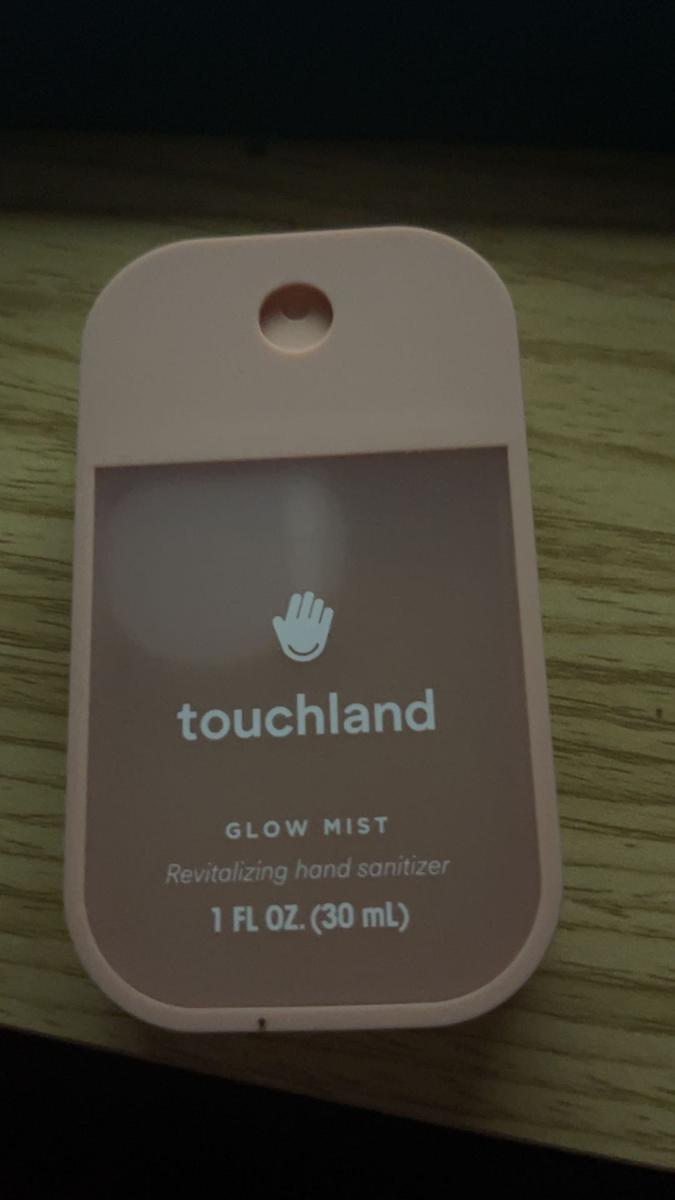 touchland
GLOW MIST
Revitalizing hand sanitizer
1 FL OZ. (30 mL)